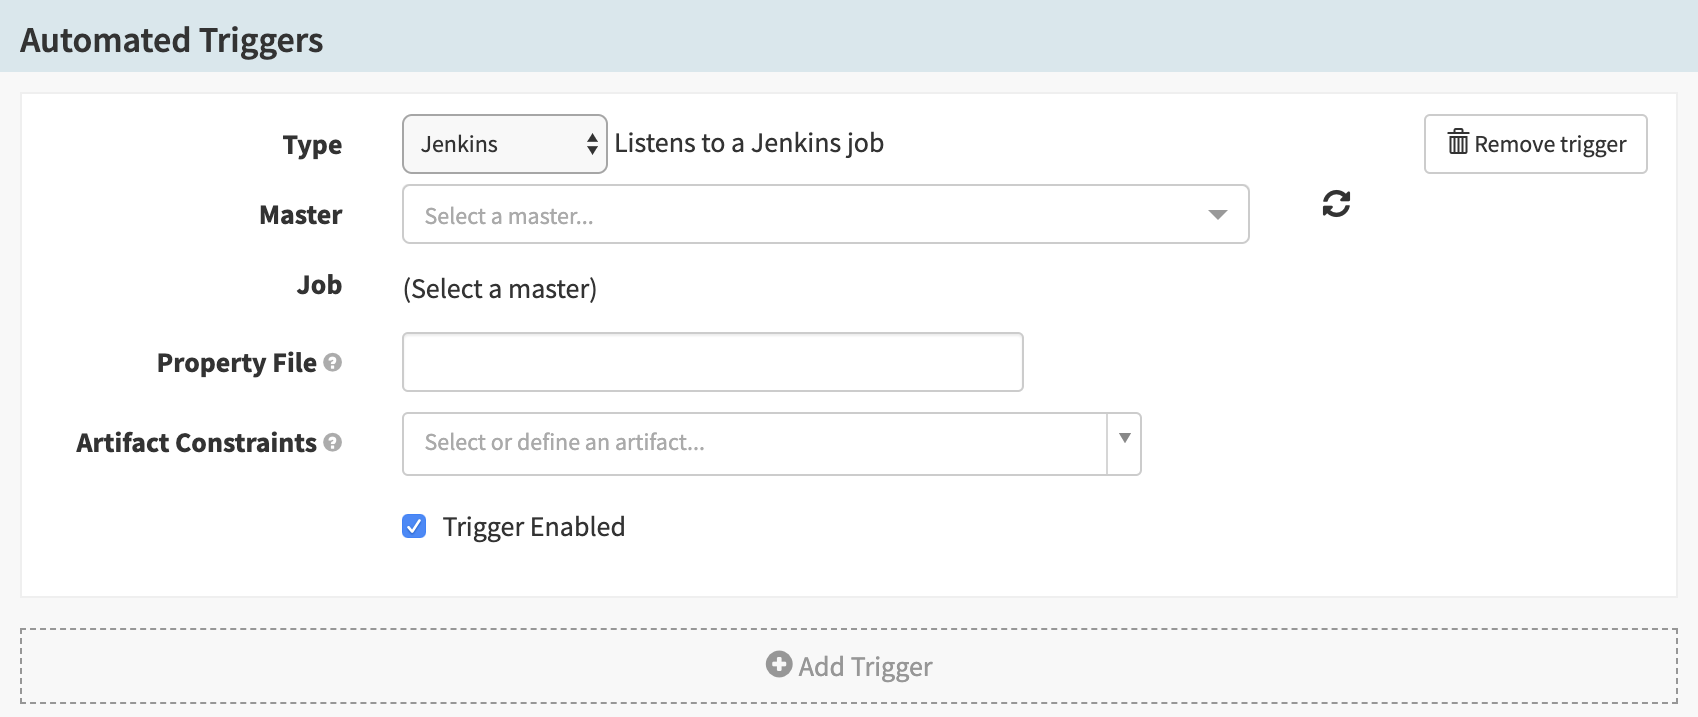 Automated Triggers
Type Jenkins Listens to a Jenkins job Remove trigger
Master Select a master...
Job (Select a master)
Property File ?
Artifact Constraints ? Select or define an artifact...
Trigger Enabled
Add Trigger